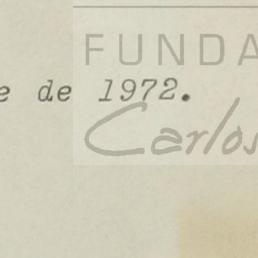 FUNDA
e de 1972.
Carlos